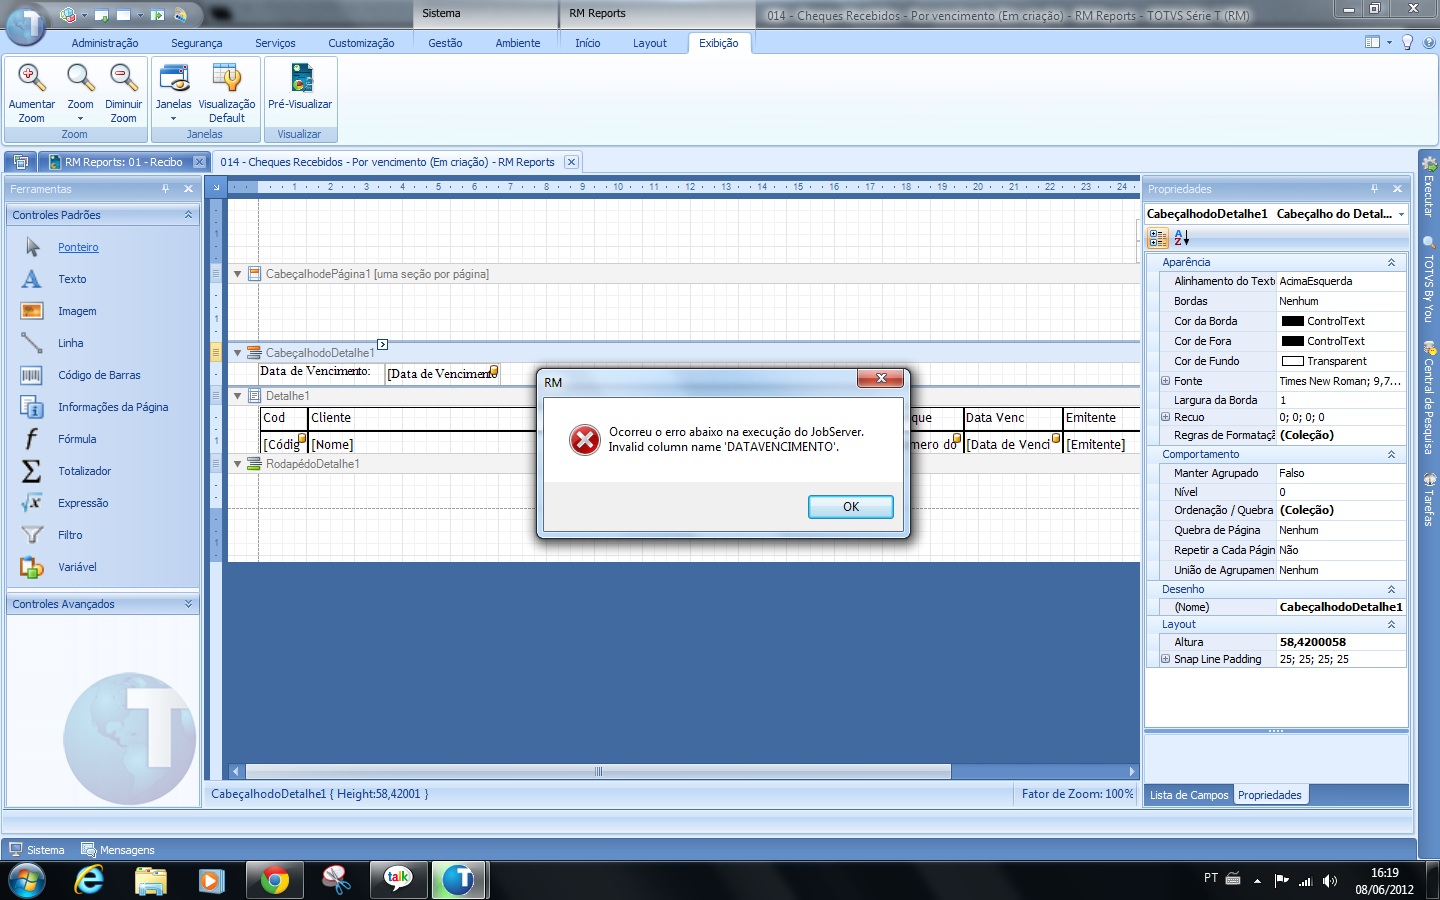 Sistema
RM Reports
014 - Cheques Recebidos - Por vencimento (Em criação) - RM Reports - TOTVS Série T (RM)
Administração Segurança Serviços Customização Gestão Ambiente Início Layout Exibição
Aumentar Zoom
Zoom
Diminuir Zoom
Janelas
Visualização Default
Pré-Visualizar
Zoom
Janelas
Visualizar
RM Reports: 01 - Recibo
014 - Cheques Recebidos - Por vencimento (Em criação) - RM Reports
Ferramentas
Controles Padrões
Ponteiro
Texto
Imagem
Linha
Código de Barras
Informações da Página
Fórmula
Totalizador
Expressão
Filtro
Variável
Controles Avançados
1 2 3 4 5 6 7 8 9 10 11 12 13 14 15 16 17 18 19 20 21 22 23 24
CabeçalhodePágina1 [uma seção por página]
CabeçalhodoDetalhe1
Data de Vencimento: [Data de Vencimento
Detalhe1
Cod Cliente que Data Venc Emitente
[Códig [Nome] nero do [Data de Venci [Emitente]
RodapédoDetalhe1
RM
Ocorreu o erro abaixo na execução do JobServer.
Invalid column name 'DATAVENCIMENTO'.
OK
CabeçalhodoDetalhe1 { Height:58,42001 }
Fator de Zoom: 100%
Propriedades
CabeçalhodoDetalhe1 Cabeçalho do Detal...
Aparência
Alinhamento do Text AcimaEsquerda
Bordas Nenhum
Cor da Borda ControlText
Cor de Fora ControlText
Cor de Fundo Transparent
Fonte Times New Roman; 9,7...
Largura da Borda 1
Recuo 0; 0; 0; 0
Regras de Formataçã (Coleção)
Comportamento
Manter Agrupado Falso
Nível 0
Ordenação / Quebra (Coleção)
Quebra de Página Nenhum
Repetir a Cada Págin Não
União de Agrupamen Nenhum
Desenho
(Nome) CabeçalhodoDetalhe1
Layout
Altura 58,4200058
Snap Line Padding 25; 25; 25; 25
Lista de Campos Propriedades
Executar
TOTVS By You
Central de Pesquisa
Tarefas
Sistema Mensagens
talk
PT
16:19
08/06/2012